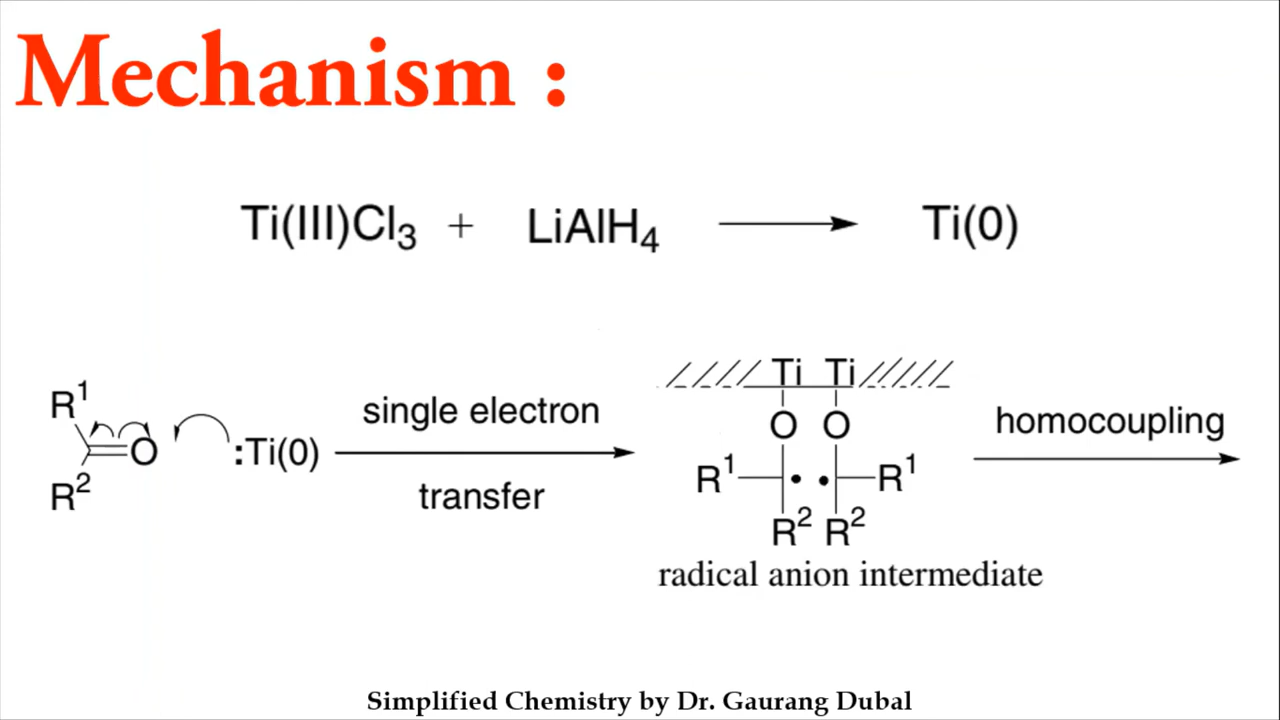 Mechanism :
Ti(III)Cl₃ + LiAlH₄ Ti(0)
R¹
R²
O
:Ti(0)
single electron
transfer
Ti Ti
O O
R¹ • • R¹
R² R²
radical anion intermediate
homocoupling
Simplified Chemistry by Dr. Gaurang Dubal